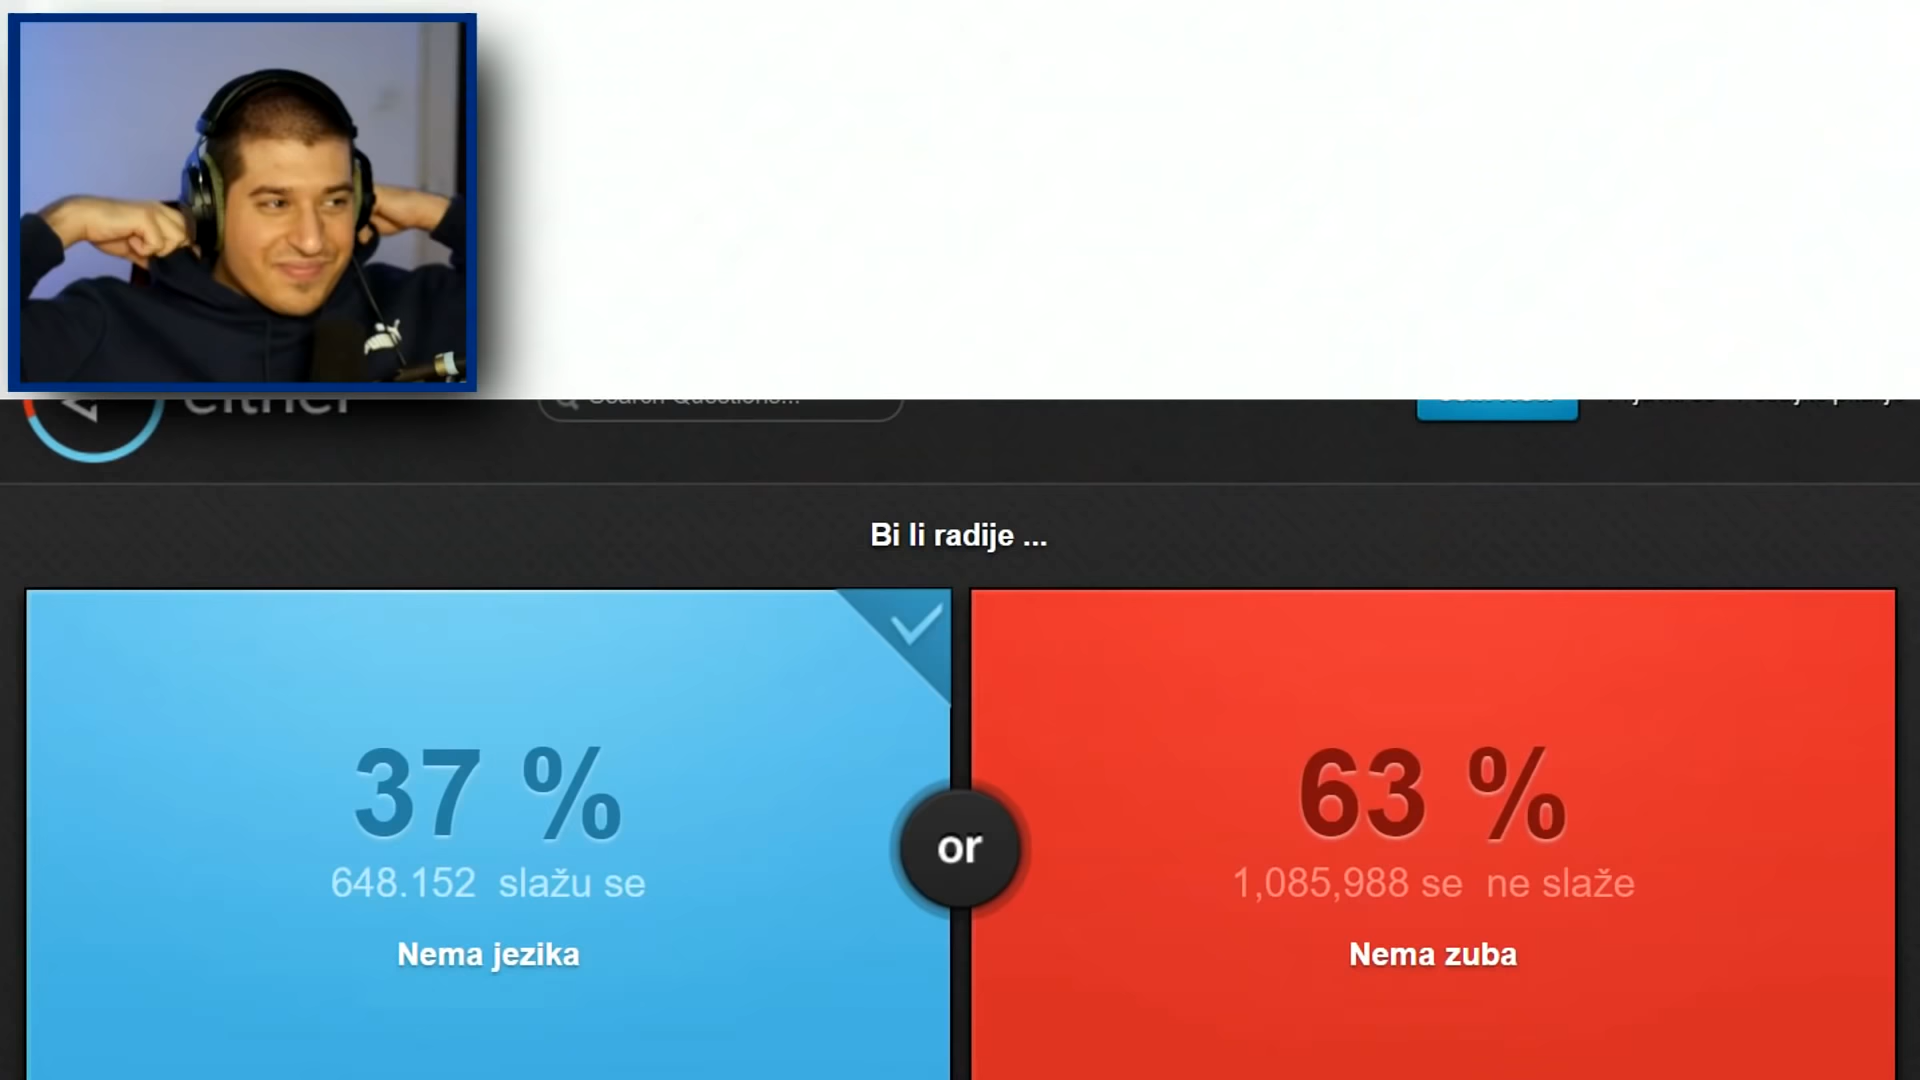 Bi li radije ...
37 %
648.152 slažu se
Nema jezika
or
63 %
1,085,988 se ne slaže
Nema zuba